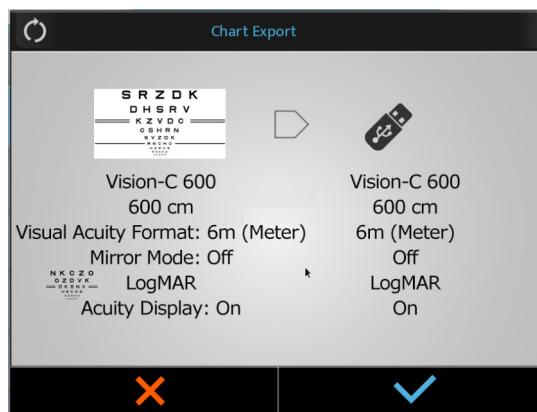 Chart Export
S R Z D K
D H S R V
K Z V D C
C S H R N
S V Z D K
Vision-C 600
Vision-C 600
600 cm
600 cm
Visual Acuity Format: 6m (Meter)
6m (Meter)
Mirror Mode: Off
Off
N K C Z O
O Z D V K
D K S N V
LogMAR
LogMAR
Acuity Display: On
On